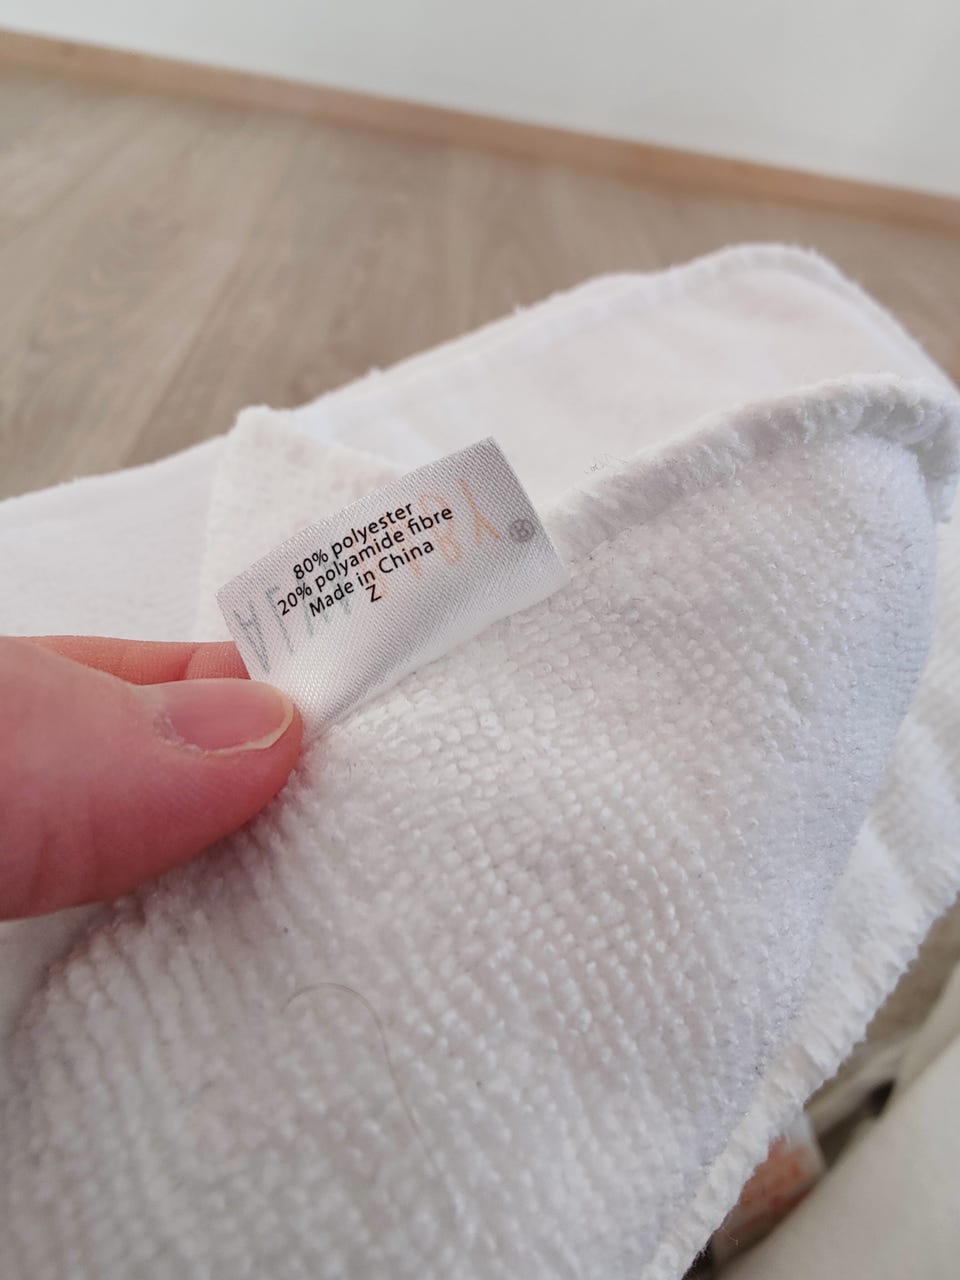 80% polyester
20% polyamide fibre
Made in China
Z